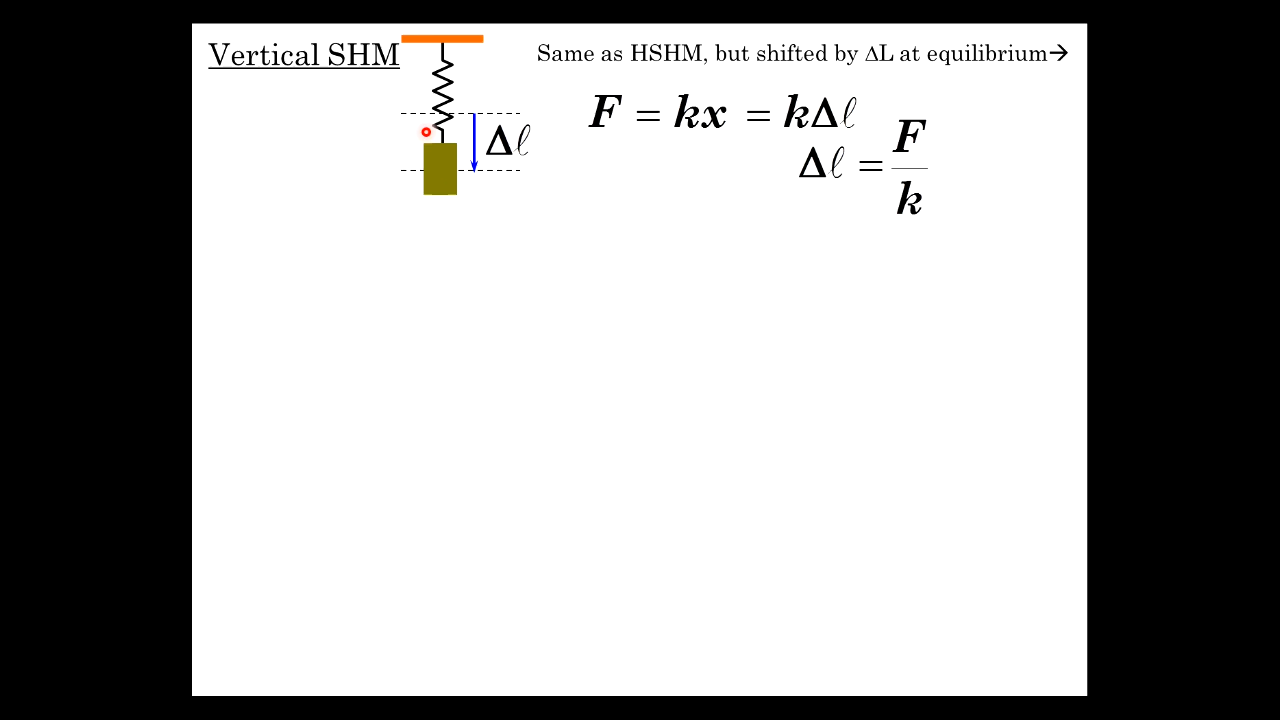 Vertical SHM
Same as HSHM, but shifted by ΔL at equilibrium→
F = kx = kΔℓ
Δℓ = F/k
Δℓ